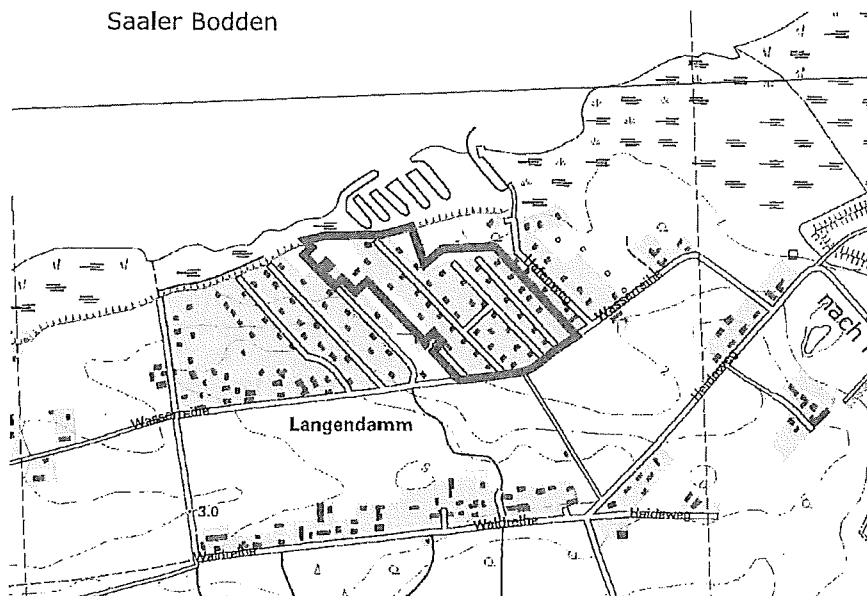 Saaler Bodden
Hafenweg
Wasserreihe
nach
Heideweg
Wasserreihe
Langendamm
3.0
Waldreihe
Heideweg
Waldreihe